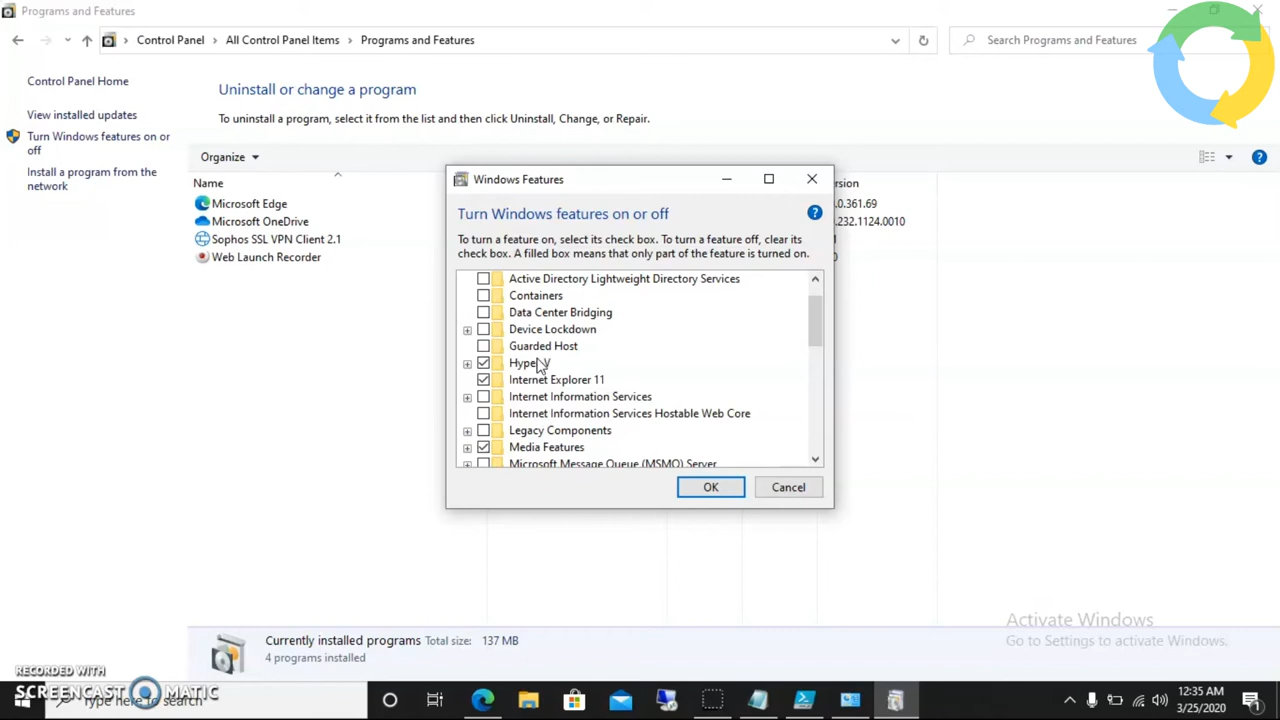 Programs and Features
Control Panel > All Control Panel Items > Programs and Features
Search Programs and Features
Control Panel Home
View installed updates
Turn Windows features on or
off
Install a program from the
network
Uninstall or change a program
To uninstall a program, select it from the list and then click Uninstall, Change, or Repair.
Organize
Name
Microsoft Edge
Microsoft OneDrive
Sophos SSL VPN Client 2.1
Web Launch Recorder
.0.361.69
.232.1124.0010
Windows Features
Turn Windows features on or off
To turn a feature on, select its check box. To turn a feature off, clear its
check box. A filled box means that only part of the feature is turned on.
Active Directory Lightweight Directory Services
Containers
Data Center Bridging
Device Lockdown
Guarded Host
Hyper-V
Internet Explorer 11
Internet Information Services
Internet Information Services Hostable Web Core
Legacy Components
Media Features
Microsoft Message Queue (MSMQ) Server
OK
Cancel
Currently installed programs Total size: 137 MB
4 programs installed
Activate Windows
Go to Settings to activate Windows.
RECORDED WITH
SCREENCAST MATIC
Type here to search
12:35 AM
3/25/2020
1